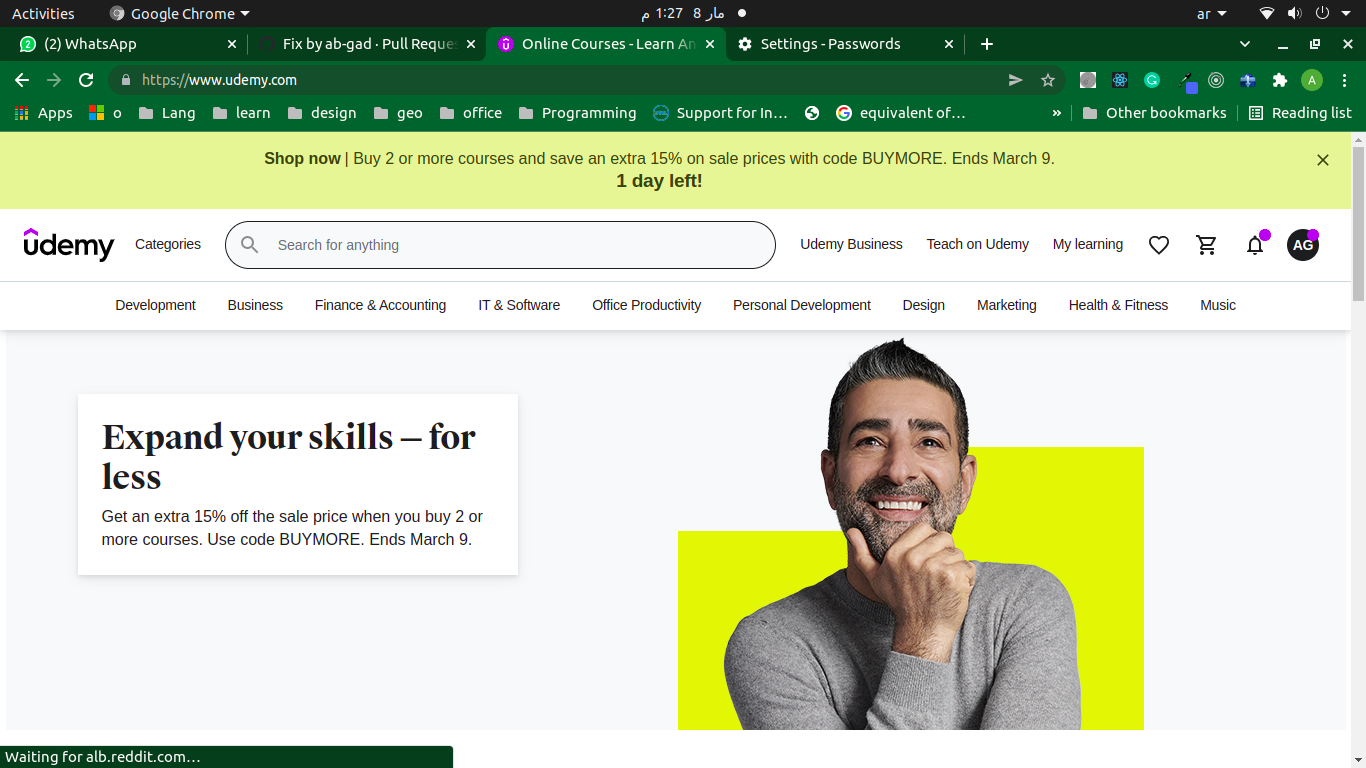 Activities
Google Chrome
مار 8 1:27 م
ar
(2) WhatsApp
Fix by ab-gad · Pull Reques
Online Courses - Learn An
Settings - Passwords
https://www.udemy.com
A
Apps
o
Lang
learn
design
geo
office
Programming
Support for In…
equivalent of…
»
Other bookmarks
Reading list
Shop now | Buy 2 or more courses and save an extra 15% on sale prices with code BUYMORE. Ends March 9.
1 day left!
udemy
Categories
Search for anything
Udemy Business
Teach on Udemy
My learning
AG
Development
Business
Finance & Accounting
IT & Software
Office Productivity
Personal Development
Design
Marketing
Health & Fitness
Music
Expand your skills – for
less
Get an extra 15% off the sale price when you buy 2 or
more courses. Use code BUYMORE. Ends March 9.
Waiting for alb.reddit.com…